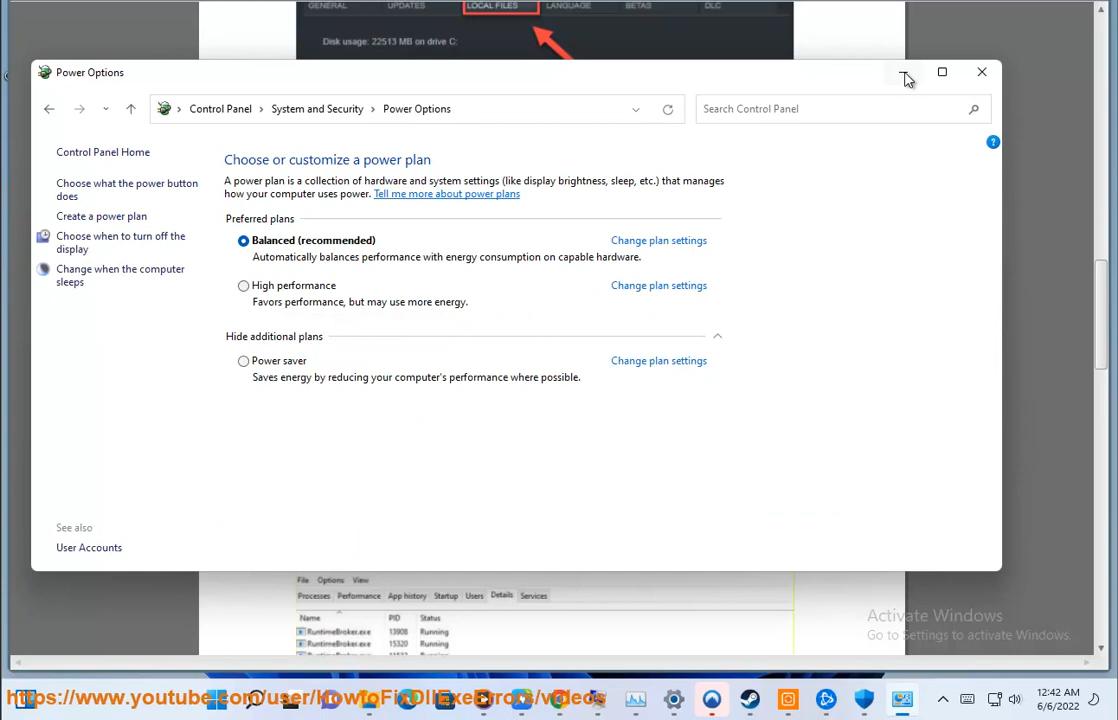 GENERAL UPDATES LOCAL FILES LANGUAGE BETAS DLC
Disk usage: 22513 MB on drive C:
Power Options
Control Panel > System and Security > Power Options
Search Control Panel
Control Panel Home
Choose what the power button
does
Create a power plan
Choose when to turn off the
display
Change when the computer
sleeps
Choose or customize a power plan
A power plan is a collection of hardware and system settings (like display brightness, sleep, etc.) that manages
how your computer uses power. Tell me more about power plans
Preferred plans
Balanced (recommended) Change plan settings
Automatically balances performance with energy consumption on capable hardware.
High performance Change plan settings
Favors performance, but may use more energy.
Hide additional plans
Power saver Change plan settings
Saves energy by reducing your computer's performance where possible.
See also
User Accounts
File Options View
Processes Performance App history Startup Users Details Services
Name PID Status
RuntimeBroker.exe 13908 Running
RuntimeBroker.exe 15320 Running
Activate Windows
Go to Settings to activate Windows.
https://www.youtube.com/user/HowtoFixDllExeErrors/videos
12:42 AM
6/6/2022